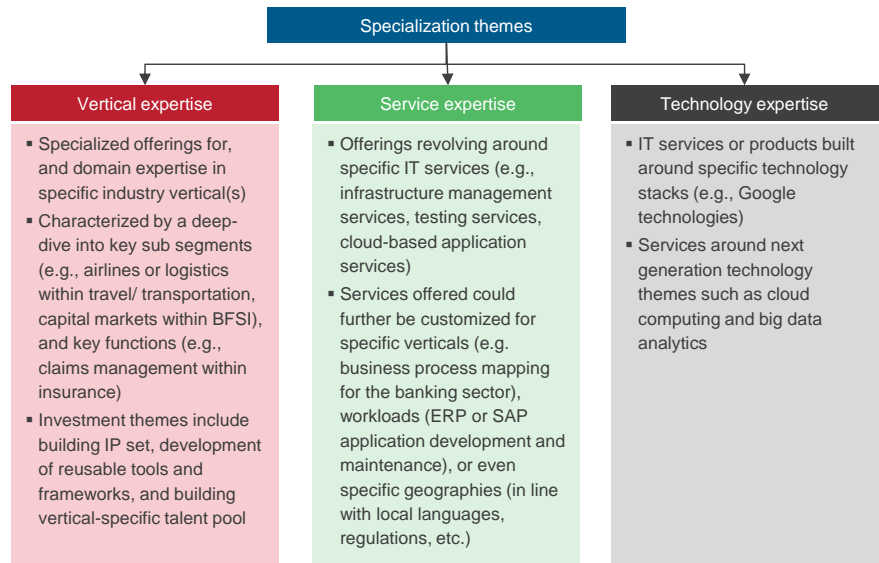 Specialization themes
Vertical expertise
▪ Specialized offerings for,
and domain expertise in
specific industry vertical(s)
▪ Characterized by a deep-
dive into key sub segments
(e.g., airlines or logistics
within travel/ transportation,
capital markets within BFSI),
and key functions (e.g.,
claims management within
insurance)
▪ Investment themes include
building IP set, development
of reusable tools and
frameworks, and building
vertical-specific talent pool
Service expertise
▪ Offerings revolving around
specific IT services (e.g.,
infrastructure management
services, testing services,
cloud-based application
services)
▪ Services offered could
further be customized for
specific verticals (e.g.
business process mapping
for the banking sector),
workloads (ERP or SAP
application development and
maintenance), or even
specific geographies (in line
with local languages,
regulations, etc.)
Technology expertise
▪ IT services or products built
around specific technology
stacks (e.g., Google
technologies)
▪ Services around next
generation technology
themes such as cloud
computing and big data
analytics